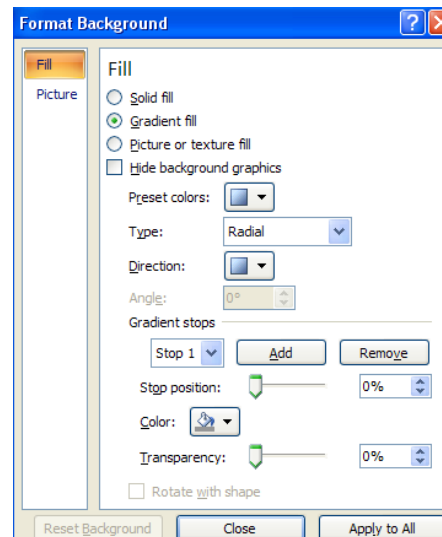 Format Background
Fill
Picture
Fill
Solid fill
Gradient fill
Picture or texture fill
Hide background graphics
Preset colors:
Type: Radial
Direction:
Angle: 0°
Gradient stops
Stop 1 Add Remove
Stop position: 0%
Color:
Transparency: 0%
Rotate with shape
Reset Background Close Apply to All